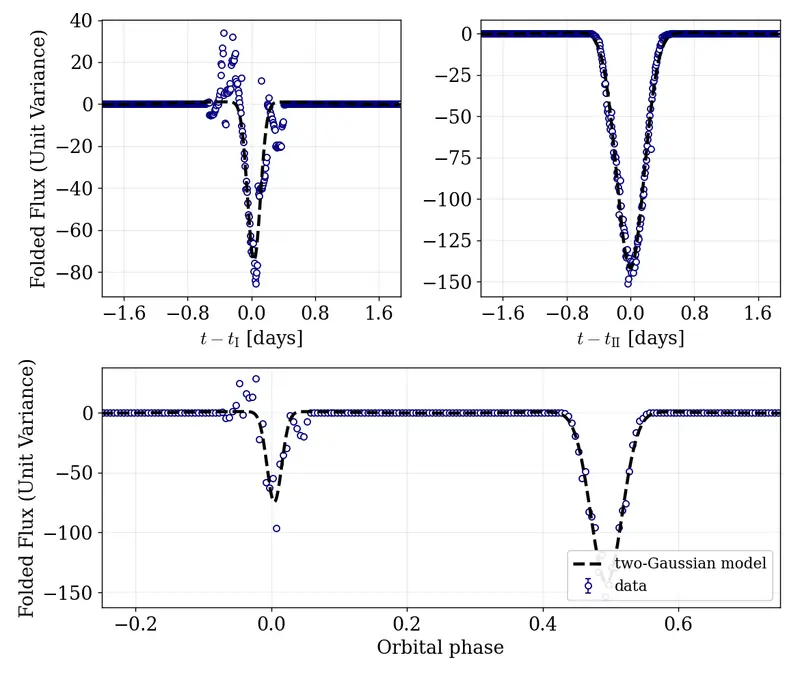 40
20
0
−20
−40
−60
−80
Folded Flux (Unit Variance)
−1.6 −0.8 0.0 0.8 1.6
t − t_I [days]
0
−25
−50
−75
−100
−125
−150
−1.6 −0.8 0.0 0.8 1.6
t − t_II [days]
0
−50
−100
−150
Folded Flux (Unit Variance)
two-Gaussian model
data
−0.2 0.0 0.2 0.4 0.6
Orbital phase